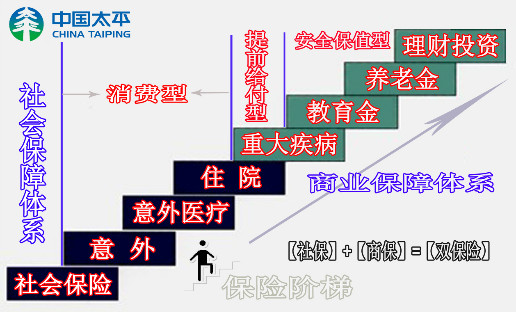 中国太平
CHINA TAIPING
社会保障体系
消费型
提前给付型
安全保值型
理财投资
养老金
教育金
重大疾病
住院
意外医疗
意外
社会保险
商业保障体系
【社保】+【商保】=【双保险】
保险阶梯